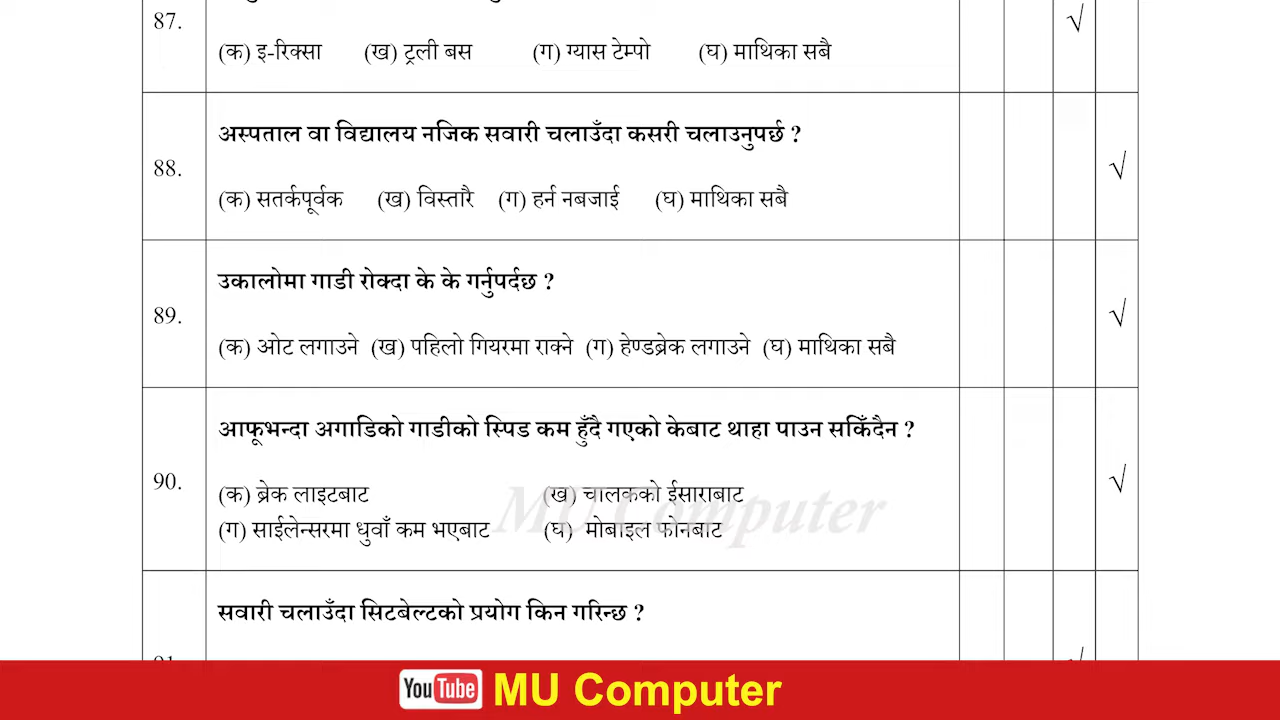 87.
√
(क) इ-रिक्सा (ख) ट्रली बस (ग) ग्यास टेम्पो (घ) माथिका सबै
अस्पताल वा विद्यालय नजिक सवारी चलाउँदा कसरी चलाउनुपर्छ ?
88.
√
(क) सतर्कपूर्वक (ख) विस्तारै (ग) हर्न नबजाई (घ) माथिका सबै
उकालोमा गाडी रोक्दा के के गर्नुपर्दछ ?
89.
√
(क) ओट लगाउने (ख) पहिलो गियरमा राक्ने (ग) हेण्डब्रेक लगाउने (घ) माथिका सबै
आफूभन्दा अगाडिको गाडीको स्पिड कम हुँदै गएको केबाट थाहा पाउन सकिँदैन ?
90.
√
(क) ब्रेक लाइटबाट (ख) चालकको ईसाराबाट
MU Computer
(ग) साईलेन्सरमा धुवाँ कम भएबाट (घ) मोबाइल फोनबाट
सवारी चलाउँदा सिटबेल्टको प्रयोग किन गरिन्छ ?
YouTube MU Computer